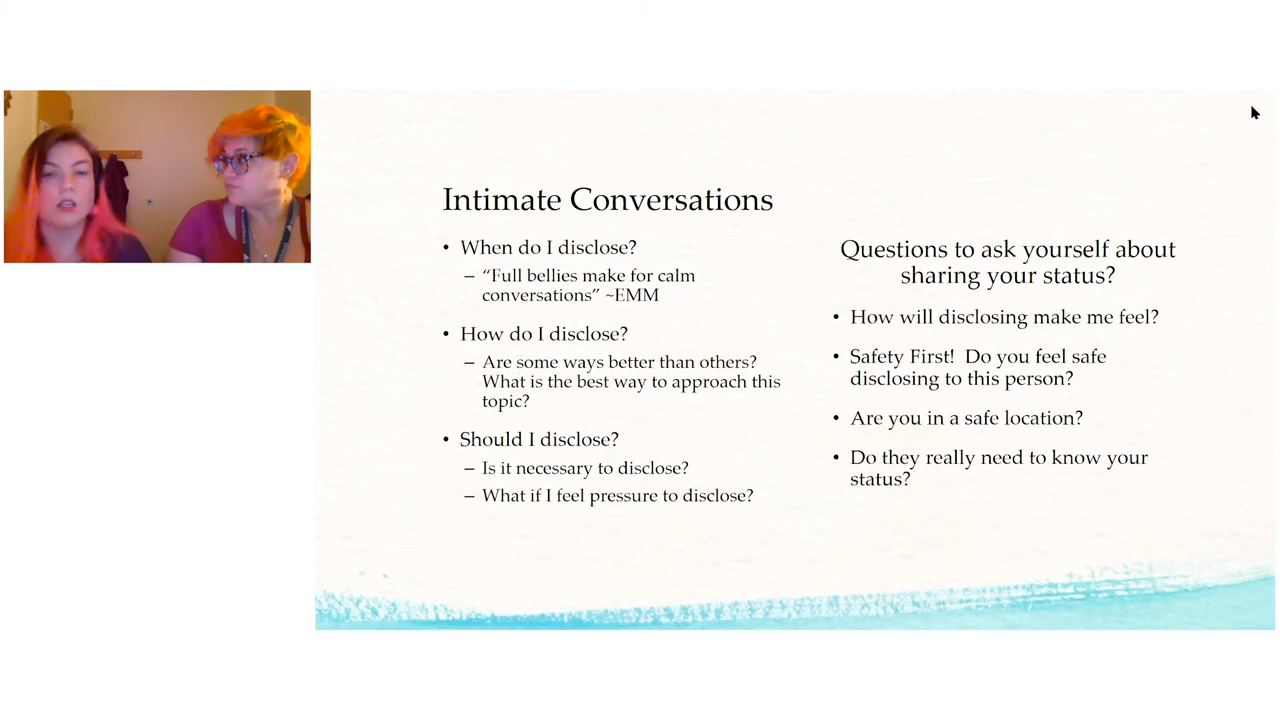 Intimate Conversations
• When do I disclose?
– “Full bellies make for calm
conversations” ~EMM
• How do I disclose?
– Are some ways better than others?
What is the best way to approach this
topic?
• Should I disclose?
– Is it necessary to disclose?
– What if I feel pressure to disclose?
Questions to ask yourself about
sharing your status?
• How will disclosing make me feel?
• Safety First!  Do you feel safe
disclosing to this person?
• Are you in a safe location?
• Do they really need to know your
status?